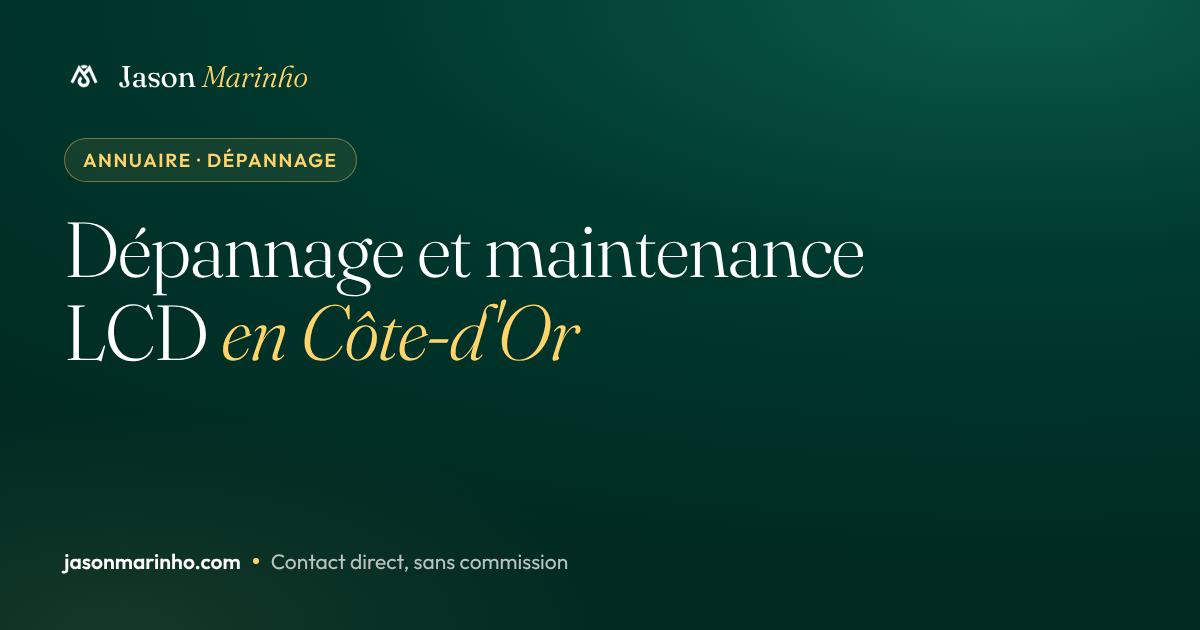 Jason Marinho
ANNUAIRE · DÉPANNAGE
Dépannage et maintenance
LCD en Côte-d'Or
jasonmarinho.com • Contact direct, sans commission